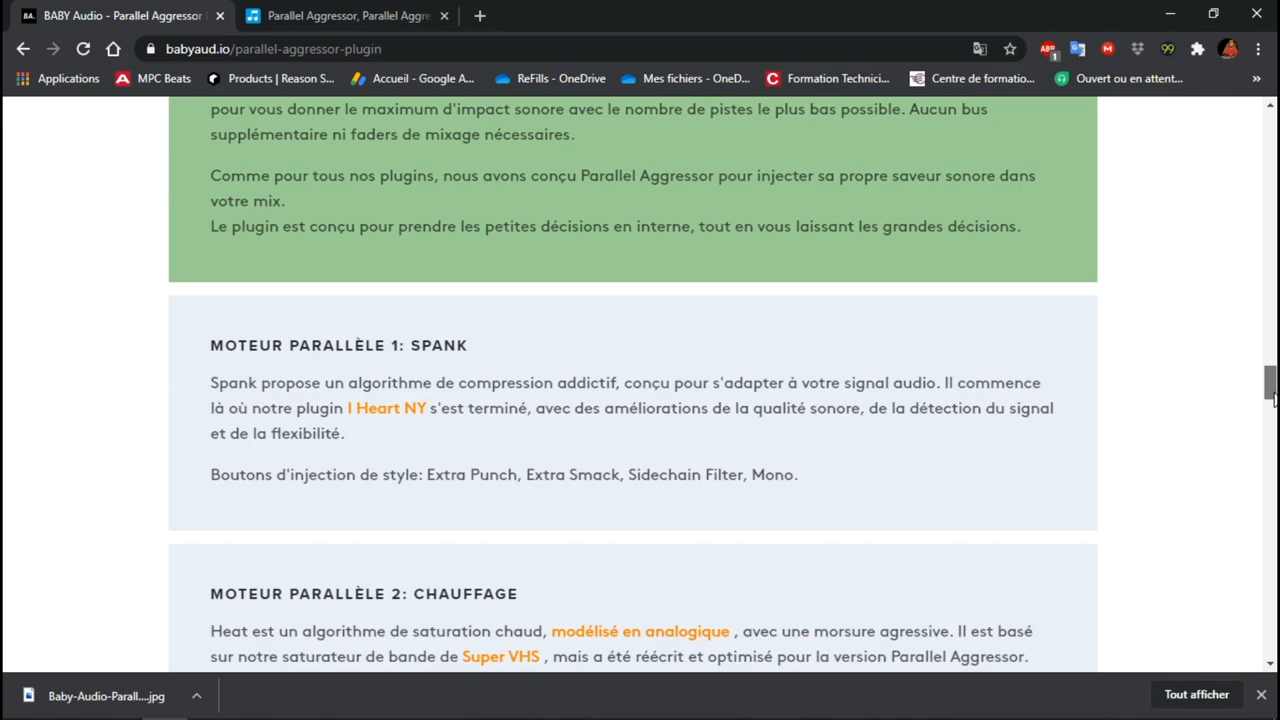 BA. BABY Audio - Parallel Aggressor
Parallel Aggressor, Parallel Aggre
babyaud.io/parallel-aggressor-plugin
ABP 1 99
Applications MPC Beats Products | Reason S... Accueil - Google A... ReFills - OneDrive Mes fichiers - OneD... Formation Technici... Centre de formatio... Ouvert ou en attent... »
pour vous donner le maximum d'impact sonore avec le nombre de pistes le plus bas possible. Aucun bus
supplémentaire ni faders de mixage nécessaires.
Comme pour tous nos plugins, nous avons conçu Parallel Aggressor pour injecter sa propre saveur sonore dans
votre mix.
Le plugin est conçu pour prendre les petites décisions en interne, tout en vous laissant les grandes décisions.
MOTEUR PARALLÈLE 1: SPANK
Spank propose un algorithme de compression addictif, conçu pour s'adapter à votre signal audio. Il commence
là où notre plugin I Heart NY s'est terminé, avec des améliorations de la qualité sonore, de la détection du signal
et de la flexibilité.
Boutons d'injection de style: Extra Punch, Extra Smack, Sidechain Filter, Mono.
MOTEUR PARALLÈLE 2: CHAUFFAGE
Heat est un algorithme de saturation chaud, modélisé en analogique , avec une morsure agressive. Il est basé
sur notre saturateur de bande de Super VHS , mais a été réécrit et optimisé pour la version Parallel Aggressor.
Baby-Audio-Parall....jpg
Tout afficher